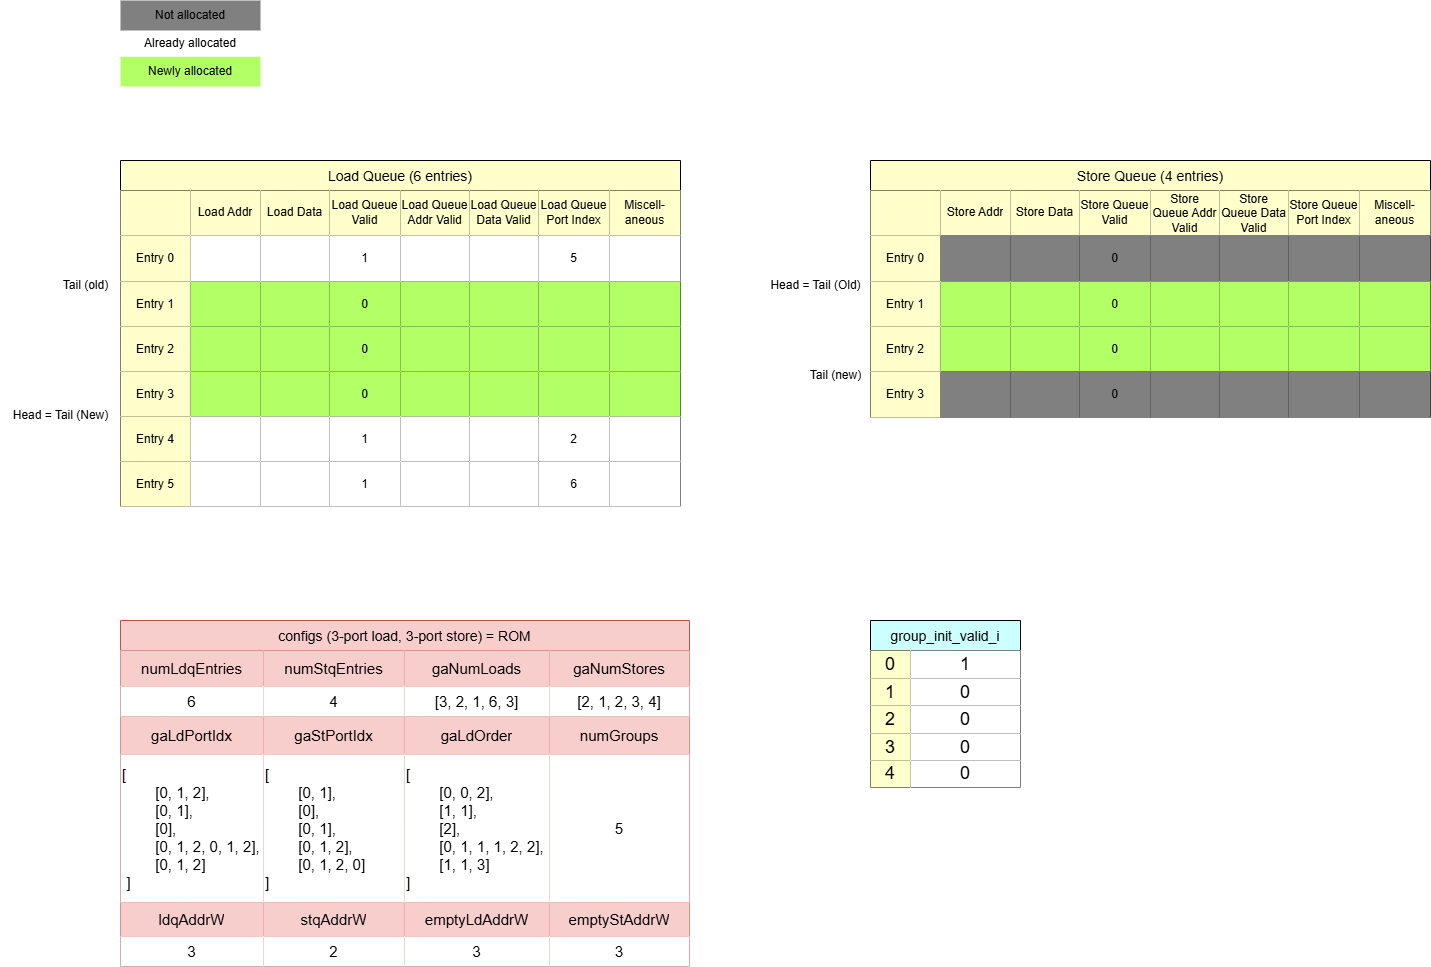 Not allocated
Already allocated
Newly allocated
Load Queue (6 entries)
Load Addr Load Data Load Queue Valid Load Queue Addr Valid Load Queue Data Valid Load Queue Port Index Miscell-aneous
Entry 0 1 5
Tail (old)
Entry 1 0
Entry 2 0
Entry 3 0
Head = Tail (New)
Entry 4 1 2
Entry 5 1 6
Store Queue (4 entries)
Store Addr Store Data Store Queue Valid Store Queue Addr Valid Store Queue Data Valid Store Queue Port Index Miscell-aneous
Entry 0 0
Head = Tail (Old)
Entry 1 0
Entry 2 0
Tail (new)
Entry 3 0
configs (3-port load, 3-port store) = ROM
numLdqEntries numStqEntries gaNumLoads gaNumStores
6 4 [3, 2, 1, 6, 3] [2, 1, 2, 3, 4]
gaLdPortIdx gaStPortIdx gaLdOrder numGroups
[ [ [
[0, 1, 2], [0, 1], [0, 0, 2],
[0, 1], [0], [1, 1],
[0], [0, 1], [2], 5
[0, 1, 2, 0, 1, 2], [0, 1, 2], [0, 1, 1, 1, 2, 2],
[0, 1, 2] [0, 1, 2, 0] [1, 1, 3]
] ] ]
ldqAddrW stqAddrW emptyLdAddrW emptyStAddrW
3 2 3 3
group_init_valid_i
0 1
1 0
2 0
3 0
4 0